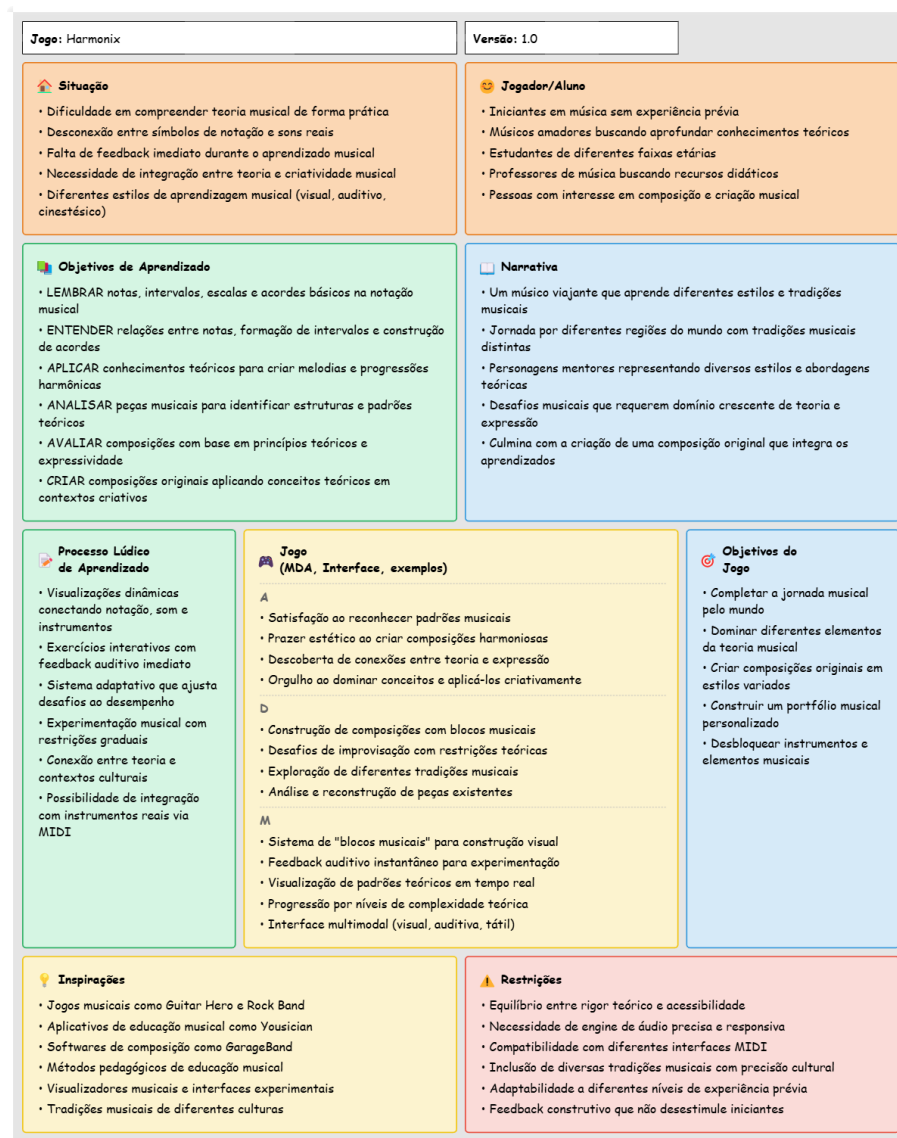 Jogo: Harmonix
Versão: 1.0
Situação
• Dificuldade em compreender teoria musical de forma prática
• Desconexão entre símbolos de notação e sons reais
• Falta de feedback imediato durante o aprendizado musical
• Necessidade de integração entre teoria e criatividade musical
• Diferentes estilos de aprendizagem musical (visual, auditivo,
cinestésico)
Jogador/Aluno
• Iniciantes em música sem experiência prévia
• Músicos amadores buscando aprofundar conhecimentos teóricos
• Estudantes de diferentes faixas etárias
• Professores de música buscando recursos didáticos
• Pessoas com interesse em composição e criação musical
Objetivos de Aprendizado
• LEMBRAR notas, intervalos, escalas e acordes básicos na notação
musical
• ENTENDER relações entre notas, formação de intervalos e construção
de acordes
• APLICAR conhecimentos teóricos para criar melodias e progressões
harmônicas
• ANALISAR peças musicais para identificar estruturas e padrões
teóricos
• AVALIAR composições com base em princípios teóricos e
expressividade
• CRIAR composições originais aplicando conceitos teóricos em
contextos criativos
Narrativa
• Um músico viajante que aprende diferentes estilos e tradições
musicais
• Jornada por diferentes regiões do mundo com tradições musicais
distintas
• Personagens mentores representando diversos estilos e abordagens
teóricas
• Desafios musicais que requerem domínio crescente de teoria e
expressão
• Culmina com a criação de uma composição original que integra os
aprendizados
Processo Lúdico
de Aprendizado
• Visualizações dinâmicas
conectando notação, som e
instrumentos
• Exercícios interativos com
feedback auditivo imediato
• Sistema adaptativo que ajusta
desafios ao desempenho
• Experimentação musical com
restrições graduais
• Conexão entre teoria e
contextos culturais
• Possibilidade de integração
com instrumentos reais via
MIDI
Jogo
(MDA, Interface, exemplos)
A
• Satisfação ao reconhecer padrões musicais
• Prazer estético ao criar composições harmoniosas
• Descoberta de conexões entre teoria e expressão
• Orgulho ao dominar conceitos e aplicá-los criativamente
D
• Construção de composições com blocos musicais
• Desafios de improvisação com restrições teóricas
• Exploração de diferentes tradições musicais
• Análise e reconstrução de peças existentes
M
• Sistema de "blocos musicais" para construção visual
• Feedback auditivo instantâneo para experimentação
• Visualização de padrões teóricos em tempo real
• Progressão por níveis de complexidade teórica
• Interface multimodal (visual, auditiva, tátil)
Objetivos do
Jogo
• Completar a jornada musical
pelo mundo
• Dominar diferentes elementos
da teoria musical
• Criar composições originais em
estilos variados
• Construir um portfólio musical
personalizado
• Desbloquear instrumentos e
elementos musicais
Inspirações
• Jogos musicais como Guitar Hero e Rock Band
• Aplicativos de educação musical como Yousician
• Softwares de composição como GarageBand
• Métodos pedagógicos de educação musical
• Visualizadores musicais e interfaces experimentais
• Tradições musicais de diferentes culturas
Restrições
• Equilíbrio entre rigor teórico e acessibilidade
• Necessidade de engine de áudio precisa e responsiva
• Compatibilidade com diferentes interfaces MIDI
• Inclusão de diversas tradições musicais com precisão cultural
• Adaptabilidade a diferentes níveis de experiência prévia
• Feedback construtivo que não desestimule iniciantes